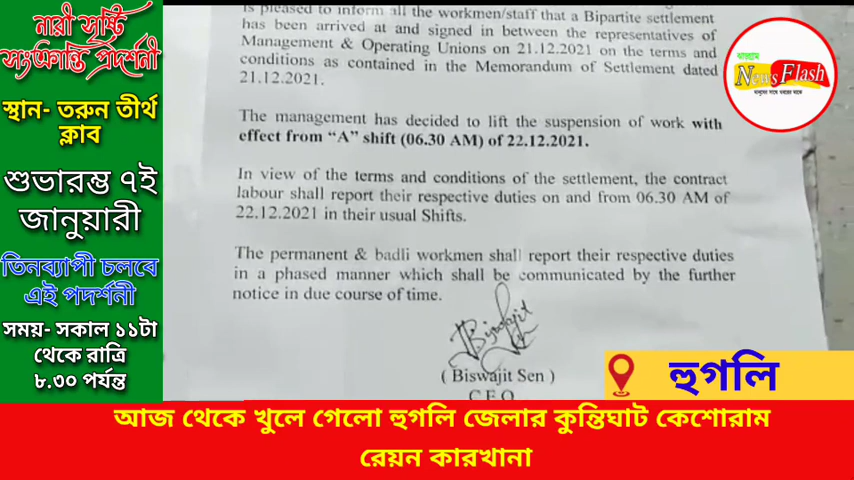 নারী সৃষ্টি
সংক্রান্তি প্রদর্শনী
স্থান- তরুন তীর্থ
ক্লাব
শুভারম্ভ ৭ই
জানুয়ারী
তিনব্যাপী চলবে
এই পদর্শনী
সময়- সকাল ১১টা
থেকে রাত্রি
৮.৩০ পর্যন্ত
is pleased to inform all the workmen/staff that a Bipartite settlement
has been arrived at and signed in between the representatives of
Management & Operating Unions on 21.12.2021 on the terms and
conditions as contained in the Memorandum of Settlement dated
21.12.2021.
The management has decided to lift the suspension of work with
effect from “A” shift (06.30 AM) of 22.12.2021.
In view of the terms and conditions of the settlement, the contract
labour shall report their respective duties on and from 06.30 AM of
22.12.2021 in their usual Shifts.
The permanent & badli workmen shall report their respective duties
in a phased manner which shall be communicated by the further
notice in due course of time.
( Biswajit Sen )
C.E.O.
News Flash
হুগলি
আজ থেকে খুলে গেলো হুগলি জেলার কুন্তিঘাট কেশোরাম
রেয়ন কারখানা